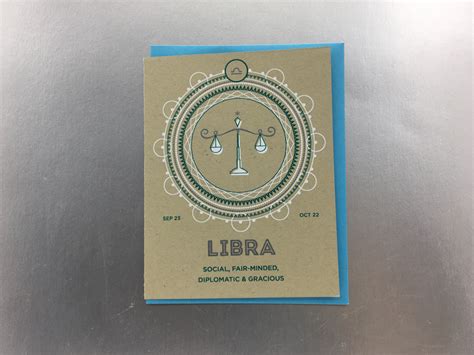 SEP 23
OCT 22
LIBRA
SOCIAL, FAIR-MINDED,
DIPLOMATIC & GRACIOUS